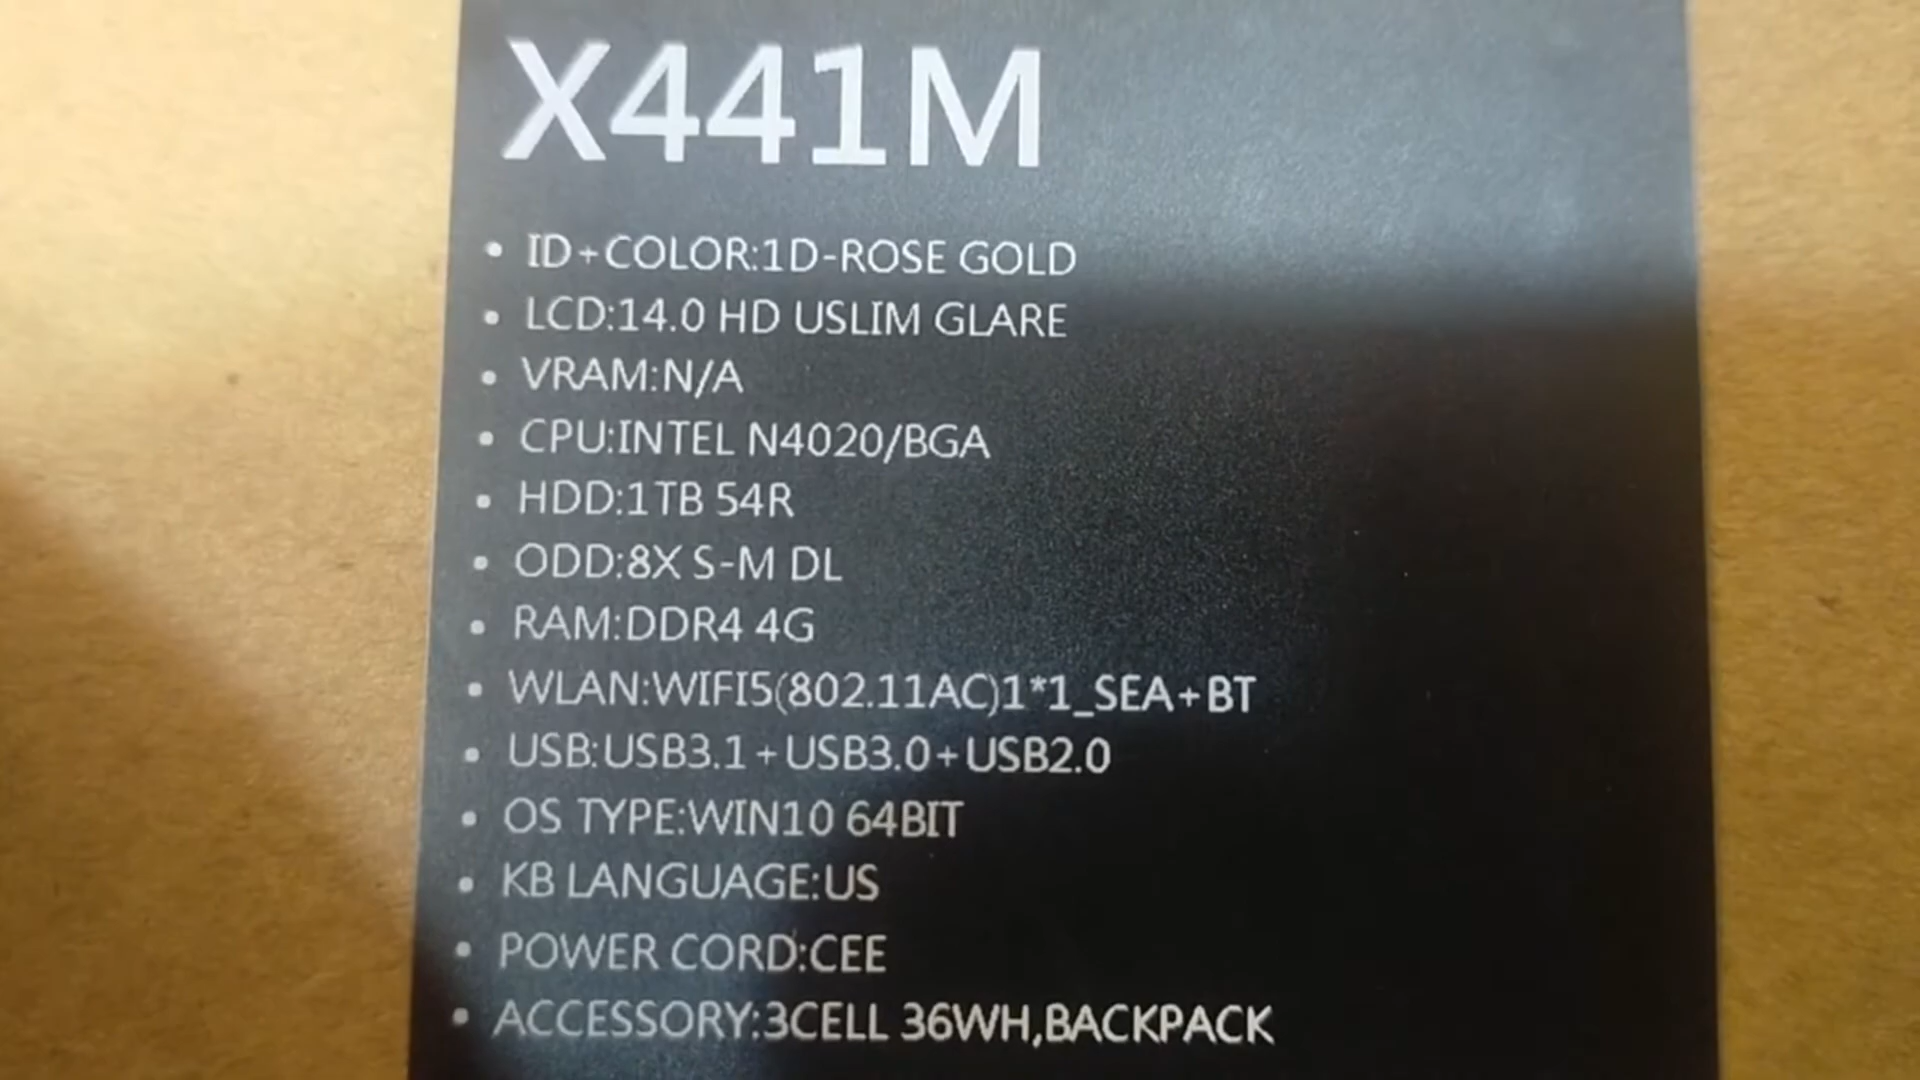 X441M
• ID+COLOR:1D-ROSE GOLD
• LCD:14.0 HD USLIM GLARE
• VRAM:N/A
• CPU:INTEL N4020/BGA
• HDD:1TB 54R
• ODD:8X S-M DL
• RAM:DDR4 4G
• WLAN:WIFI5(802.11AC)1*1_SEA+BT
• USB:USB3.1+USB3.0+USB2.0
• OS TYPE:WIN10 64BIT
• KB LANGUAGE:US
• POWER CORD:CEE
• ACCESSORY:3CELL 36WH,BACKPACK